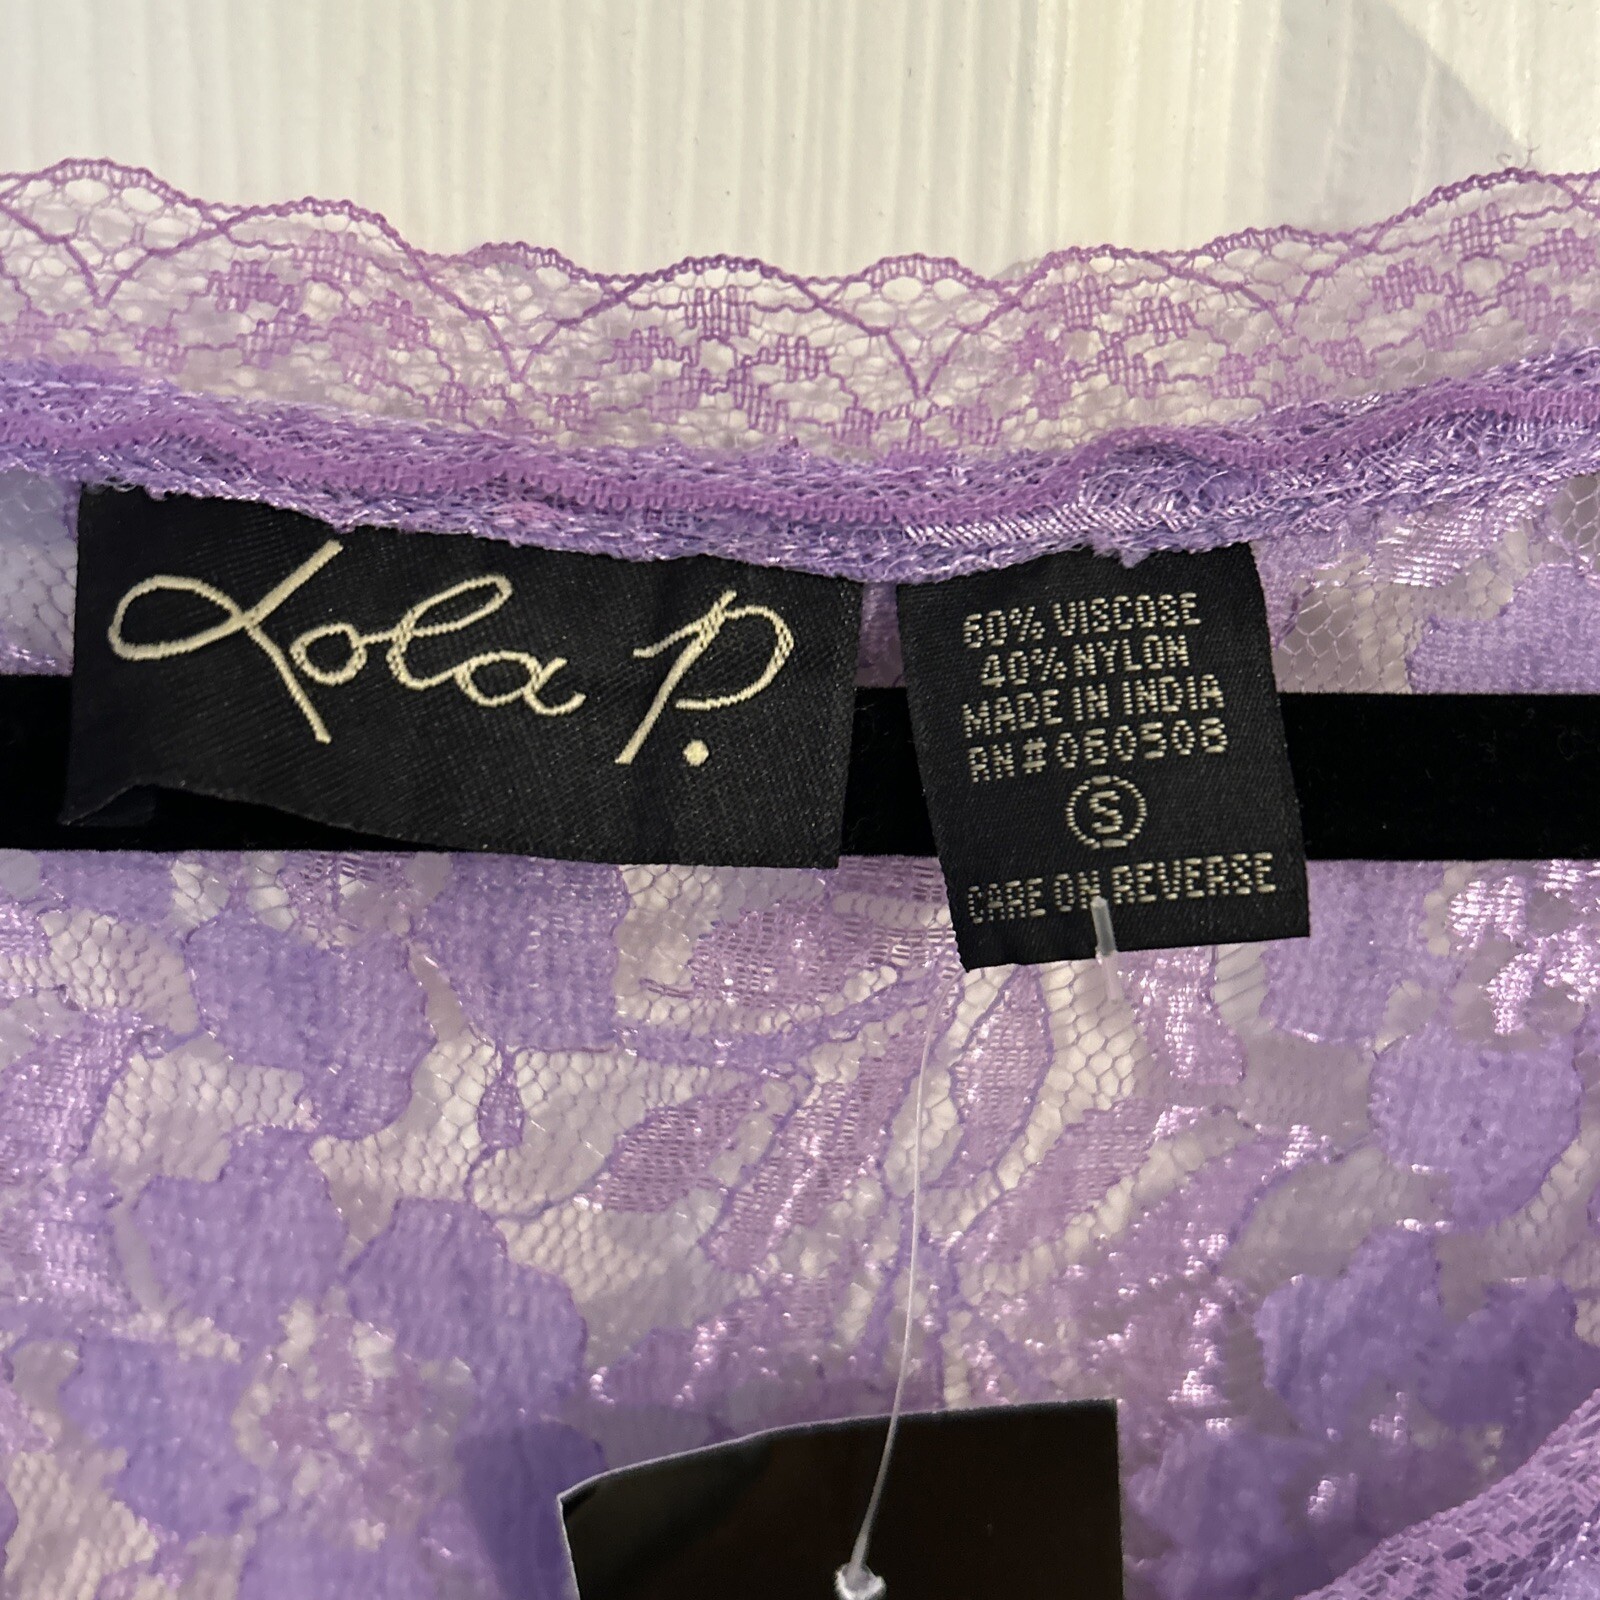 Lola P.
60% VISCOSE
40% NYLON
MADE IN INDIA
RN#060508
S
CARE ON REVERSE